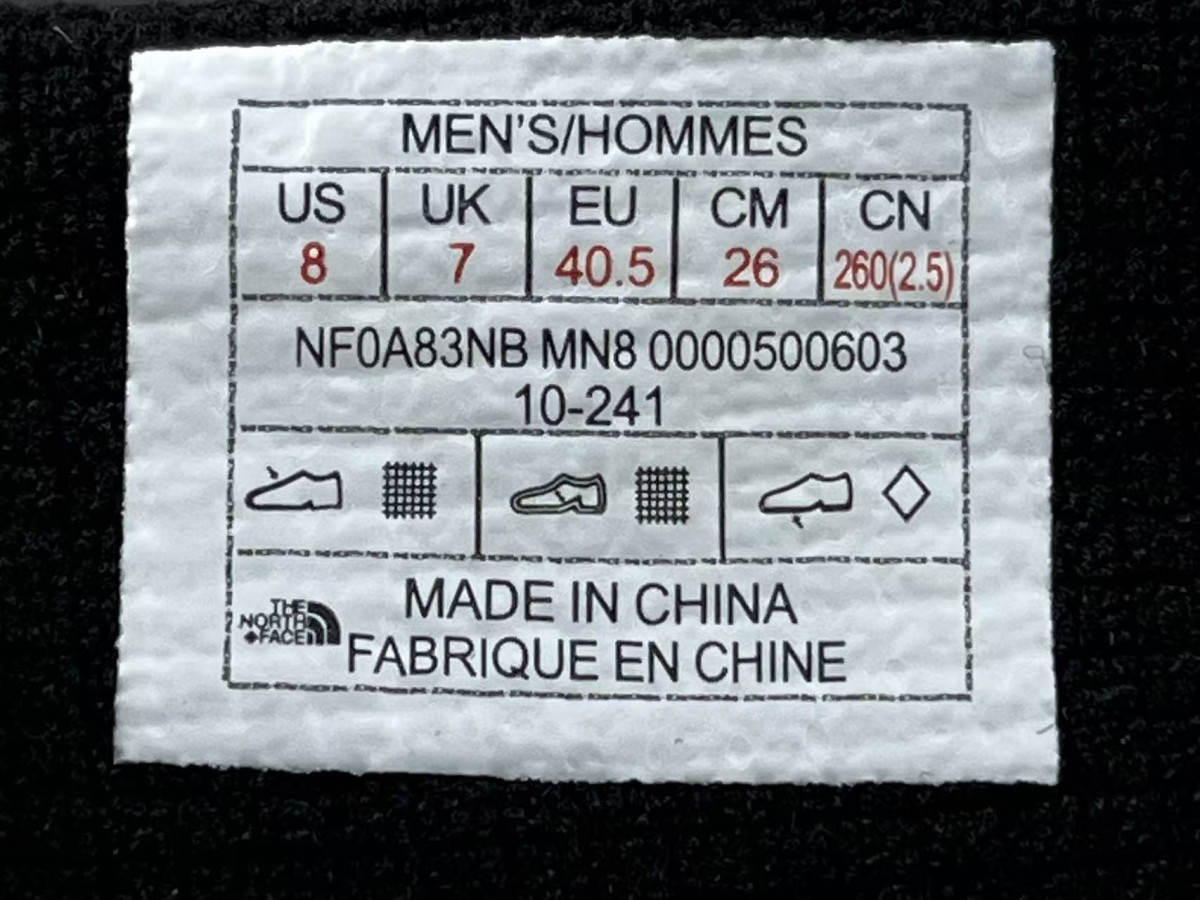 MEN'S/HOMMES
US UK EU CM CN
8 7 40.5 26 260(2.5)
NF0A83NB MN8 0000500603
10-241
MADE IN CHINA
FABRIQUE EN CHINE
THE
NORTH
FACE